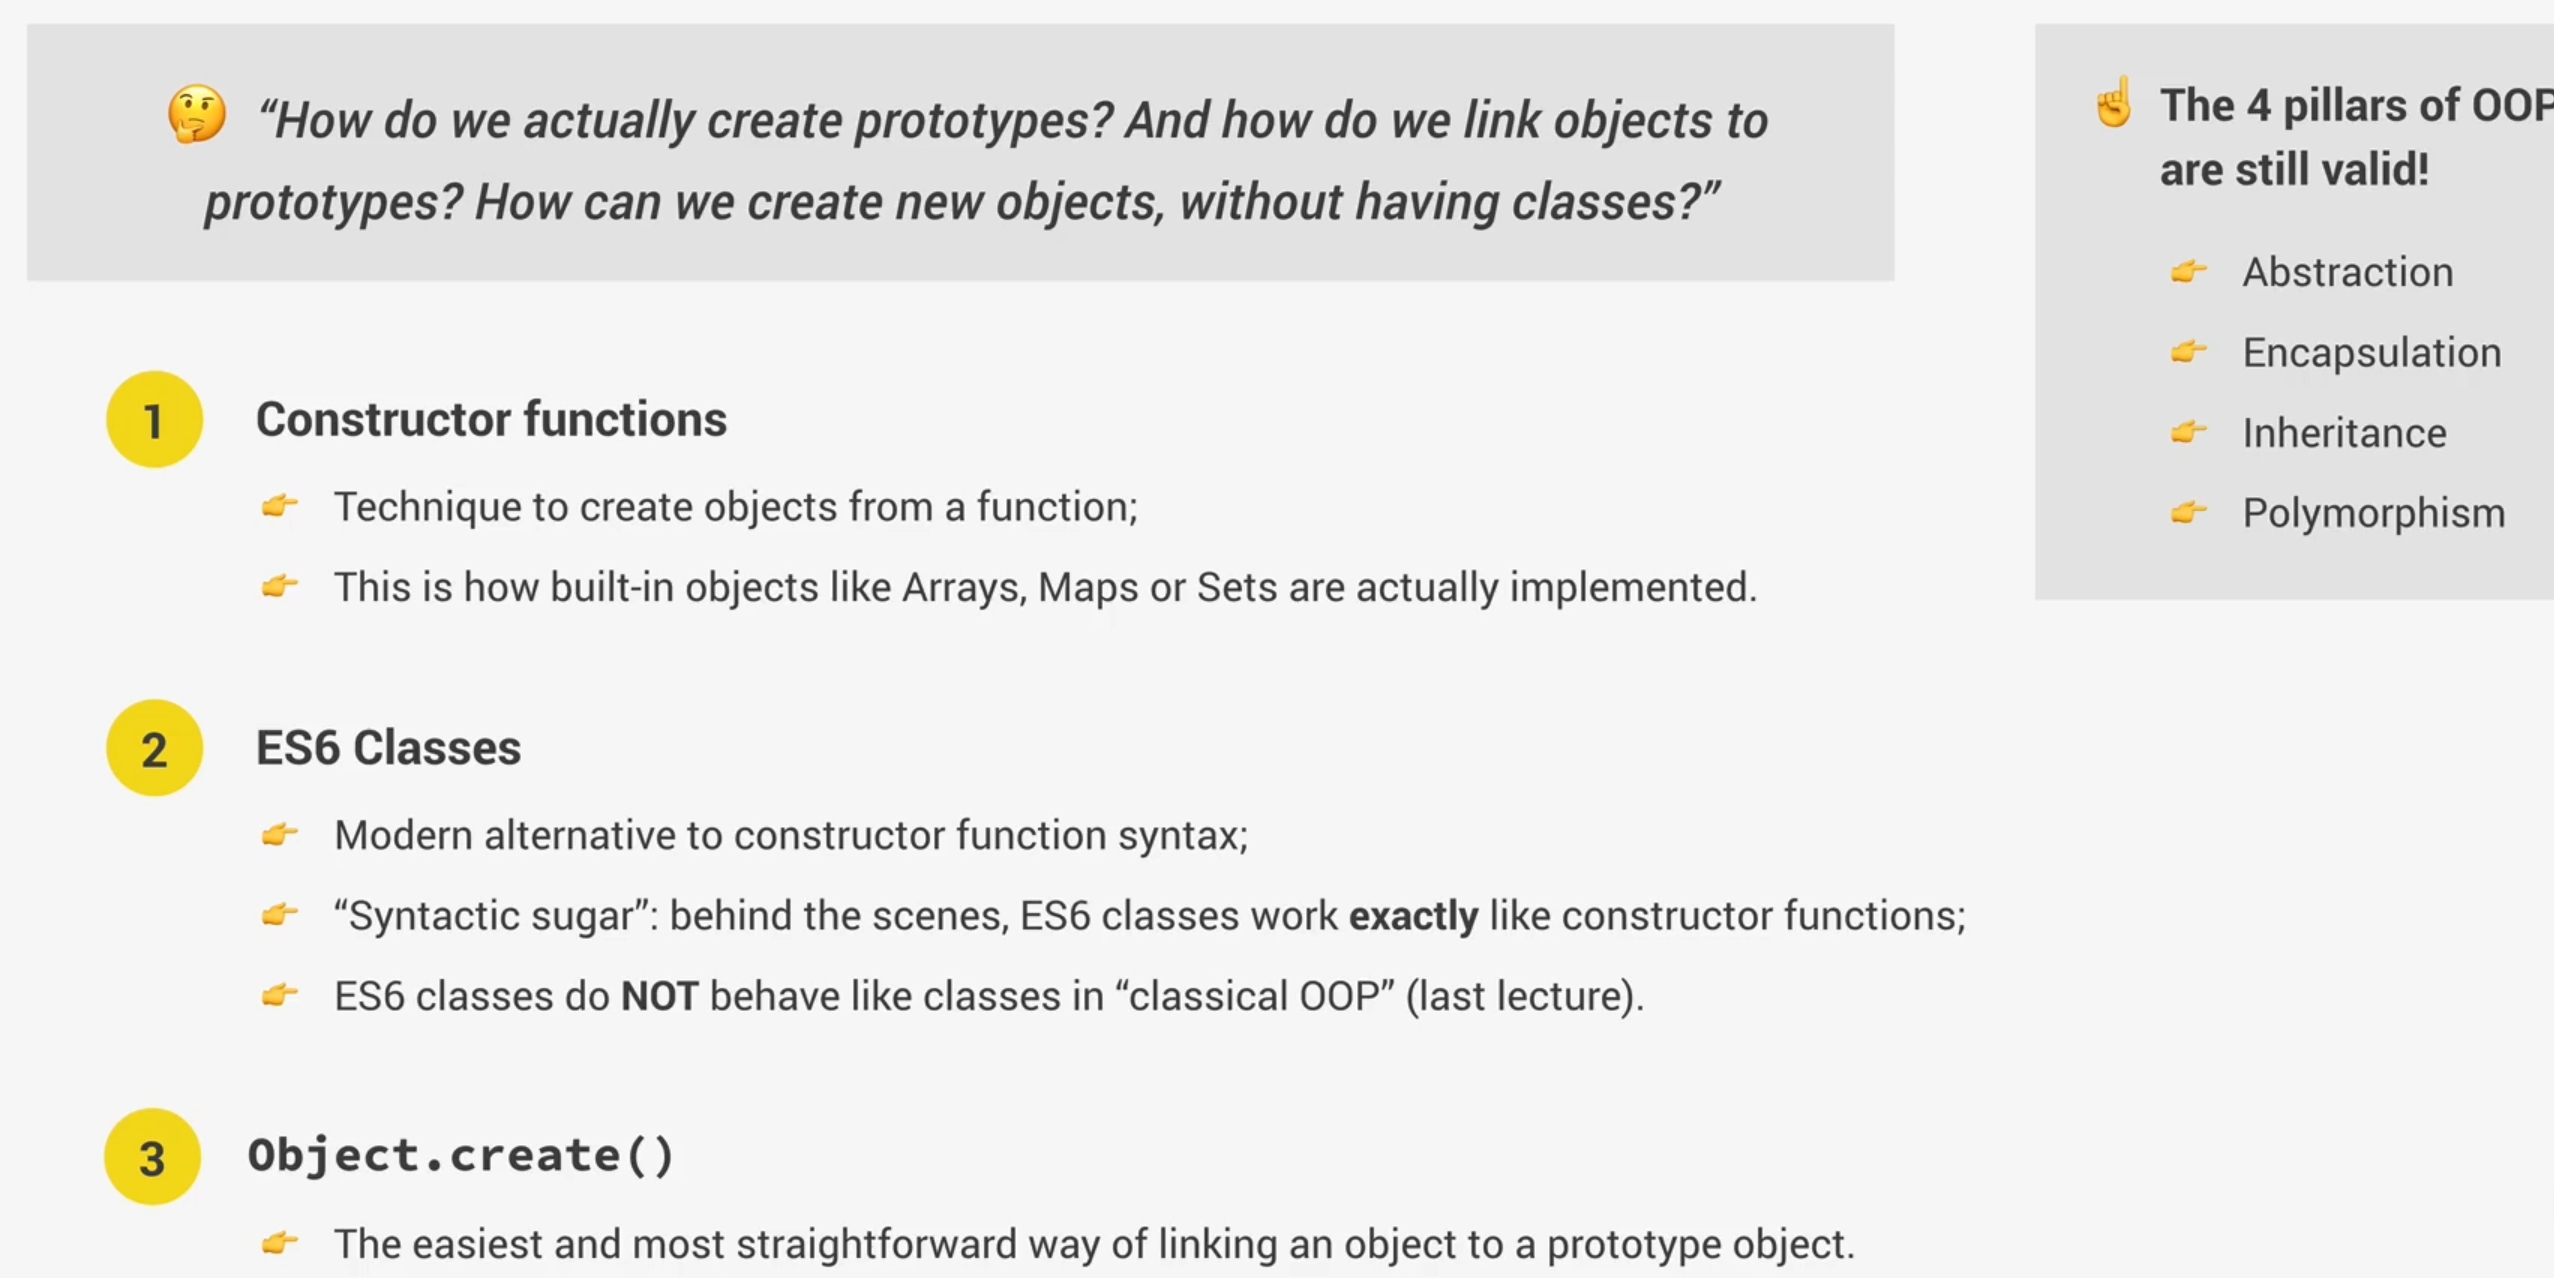 🤔 “How do we actually create prototypes? And how do we link objects to
prototypes? How can we create new objects, without having classes?”
1 Constructor functions
👉 Technique to create objects from a function;
👉 This is how built-in objects like Arrays, Maps or Sets are actually implemented.
2 ES6 Classes
👉 Modern alternative to constructor function syntax;
👉 “Syntactic sugar”: behind the scenes, ES6 classes work exactly like constructor functions;
👉 ES6 classes do NOT behave like classes in “classical OOP” (last lecture).
3 Object.create()
👉 The easiest and most straightforward way of linking an object to a prototype object.
☝️ The 4 pillars of OOP
are still valid!
👉 Abstraction
👉 Encapsulation
👉 Inheritance
👉 Polymorphism